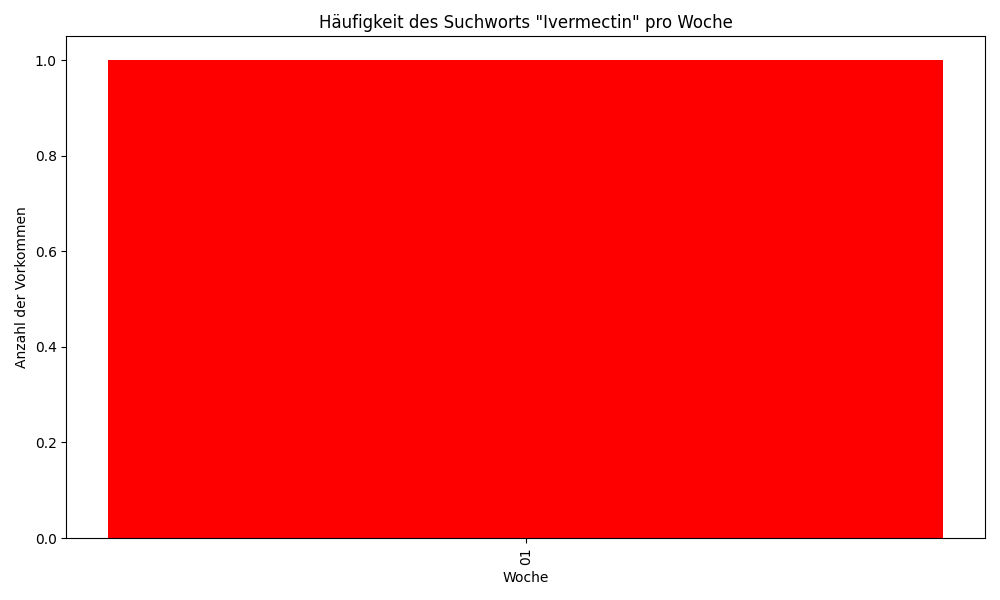 Häufigkeit des Suchworts "Ivermectin" pro Woche
1.0
0.8
0.6
0.4
0.2
0.0
Anzahl der Vorkommen
01
Woche